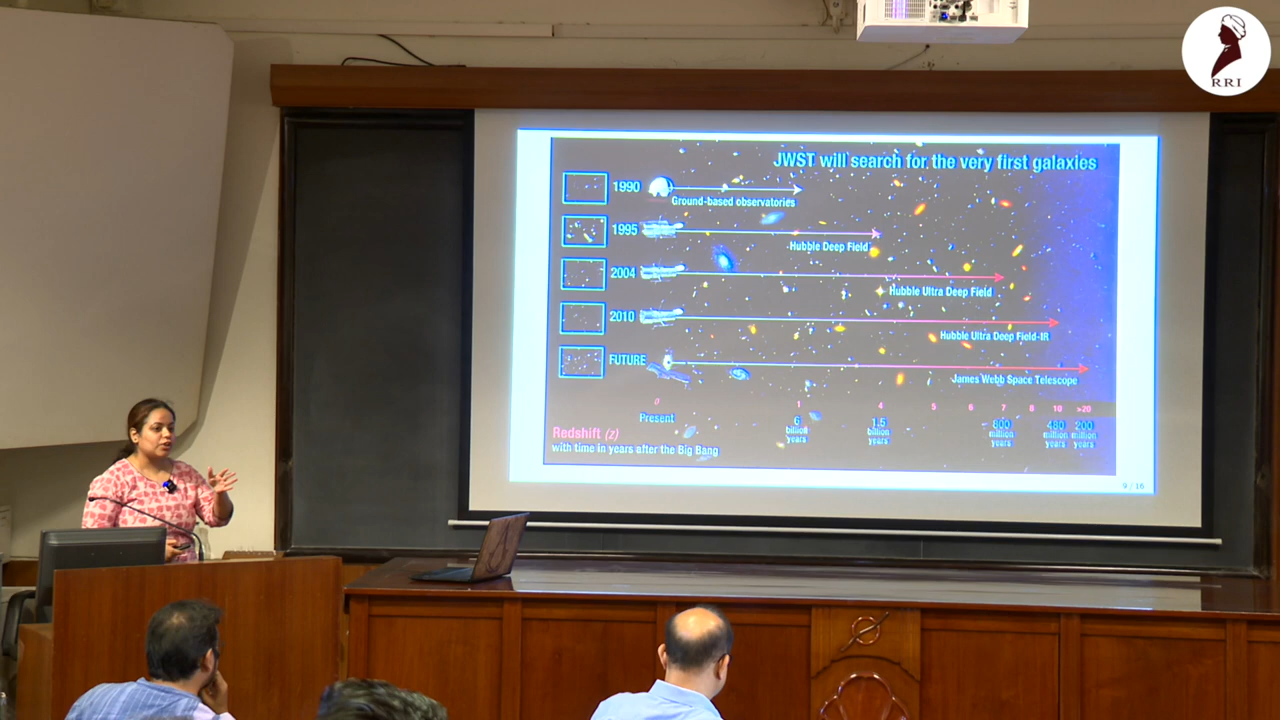 RRI
JWST will search for the very first galaxies
1990
Ground-based observatories
1995
Hubble Deep Field
2004
Hubble Ultra Deep Field
2010
Hubble Ultra Deep Field-IR
FUTURE
James Webb Space Telescope
0 1 4 5 6 7 8 10 >20
Present
6 billion years
1.5 billion years
800 million years
480 million years
200 million years
Redshift (z)
with time in years after the Big Bang
9 / 16